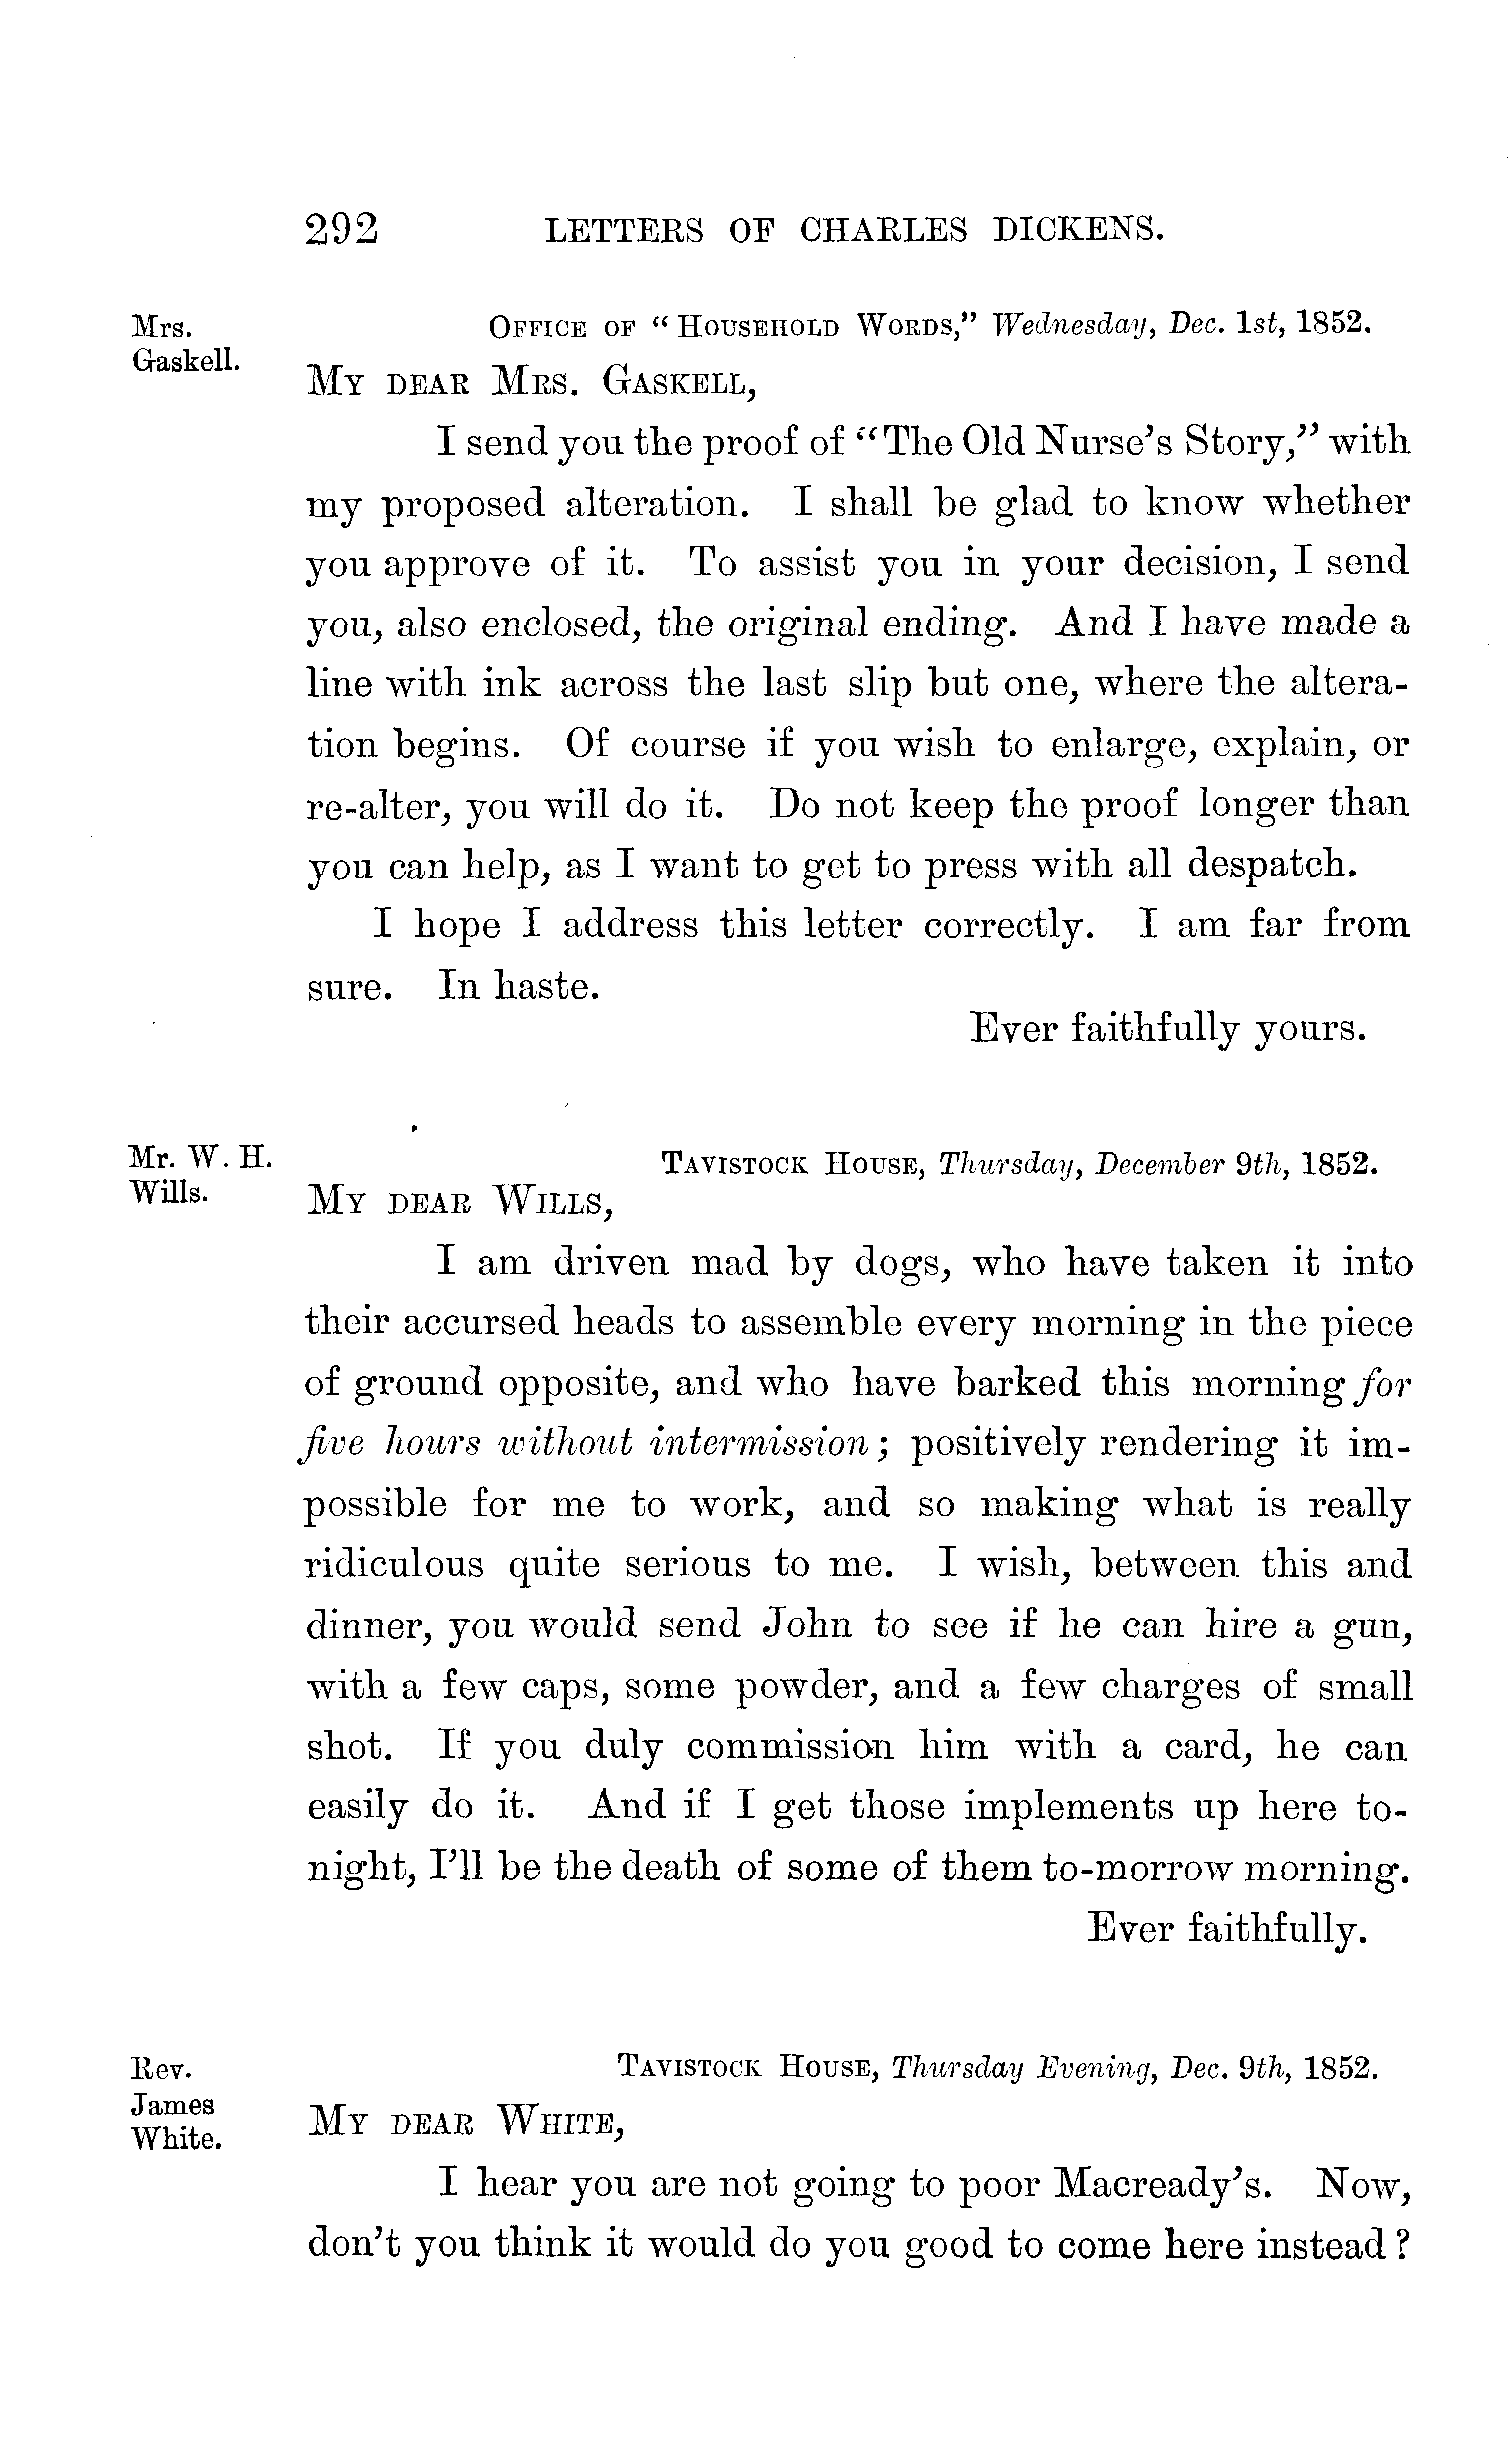 292 LETTERS OF CHARLES DICKENS.
Mrs. Gaskell.
OFFICE OF "HOUSEHOLD WORDS," Wednesday, Dec. 1st, 1852.
MY DEAR MRS. GASKELL,
I send you the proof of "The Old Nurse's Story," with
my proposed alteration. I shall be glad to know whether
you approve of it. To assist you in your decision, I send
you, also enclosed, the original ending. And I have made a
line with ink across the last slip but one, where the altera-
tion begins. Of course if you wish to enlarge, explain, or
re-alter, you will do it. Do not keep the proof longer than
you can help, as I want to get to press with all despatch.
I hope I address this letter correctly. I am far from
sure. In haste.
Ever faithfully yours.
Mr. W. H.
Wills.
TAVISTOCK HOUSE, Thursday, December 9th, 1852.
MY DEAR WILLS,
I am driven mad by dogs, who have taken it into
their accursed heads to assemble every morning in the piece
of ground opposite, and who have barked this morning for
five hours without intermission; positively rendering it im-
possible for me to work, and so making what is really
ridiculous quite serious to me. I wish, between this and
dinner, you would send John to see if he can hire a gun,
with a few caps, some powder, and a few charges of small
shot. If you duly commission him with a card, he can
easily do it. And if I get those implements up here to-
night, I'll be the death of some of them to-morrow morning.
Ever faithfully.
Rev.
James
White.
TAVISTOCK HOUSE, Thursday Evening, Dec. 9th, 1852.
MY DEAR WHITE,
I hear you are not going to poor Macready's. Now,
don't you think it would do you good to come here instead?